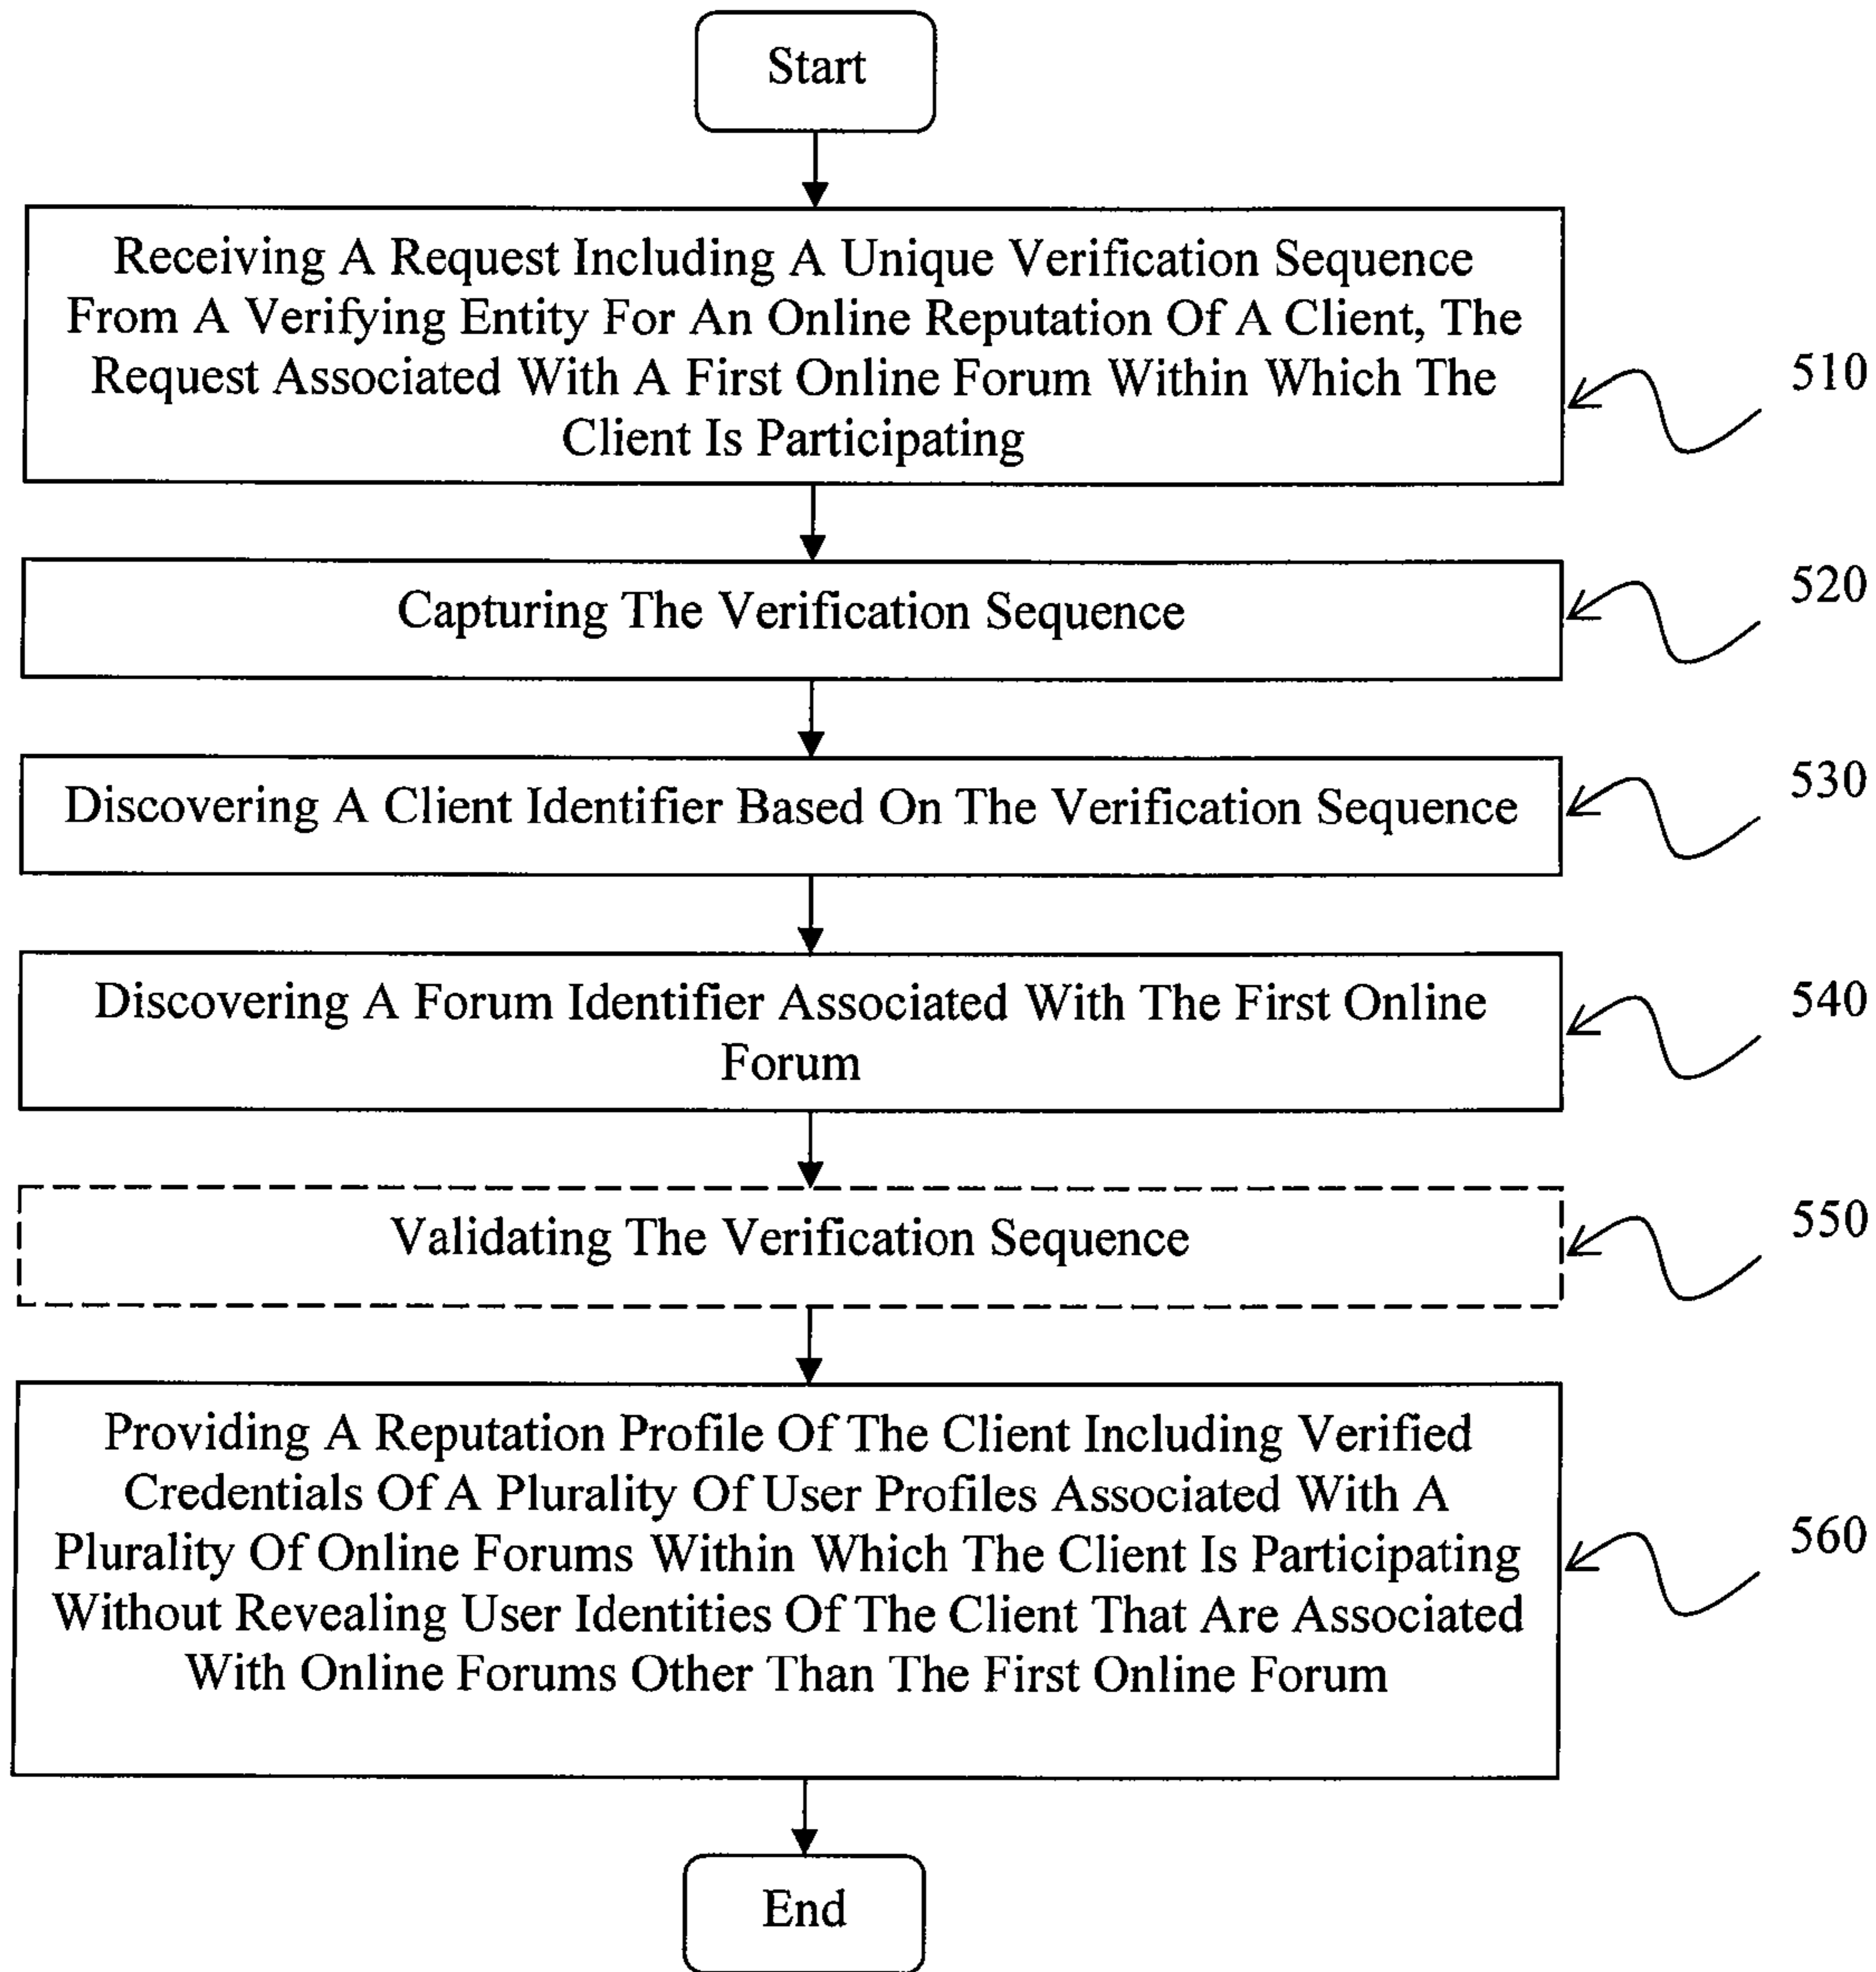 Start
Receiving A Request Including A Unique Verification Sequence
From A Verifying Entity For An Online Reputation Of A Client, The
Request Associated With A First Online Forum Within Which The
Client Is Participating
510
Capturing The Verification Sequence
520
Discovering A Client Identifier Based On The Verification Sequence
530
Discovering A Forum Identifier Associated With The First Online
Forum
540
Validating The Verification Sequence
550
Providing A Reputation Profile Of The Client Including Verified
Credentials Of A Plurality Of User Profiles Associated With A
Plurality Of Online Forums Within Which The Client Is Participating
Without Revealing User Identities Of The Client That Are Associated
With Online Forums Other Than The First Online Forum
560
End